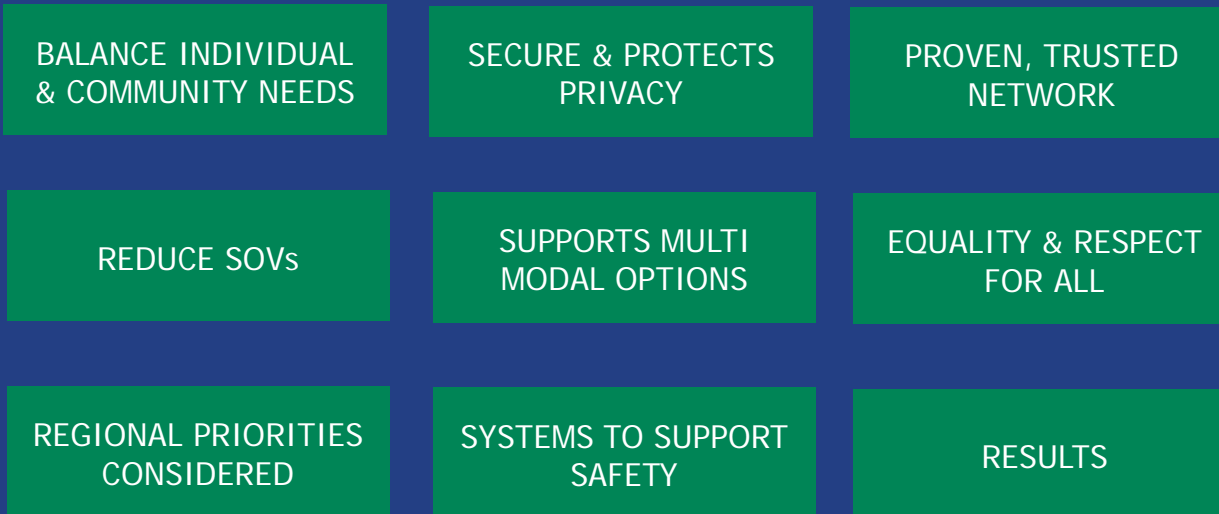 BALANCE INDIVIDUAL
& COMMUNITY NEEDS
SECURE & PROTECTS
PRIVACY
PROVEN, TRUSTED
NETWORK
REDUCE SOVs
SUPPORTS MULTI
MODAL OPTIONS
EQUALITY & RESPECT
FOR ALL
REGIONAL PRIORITIES
CONSIDERED
SYSTEMS TO SUPPORT
SAFETY
RESULTS